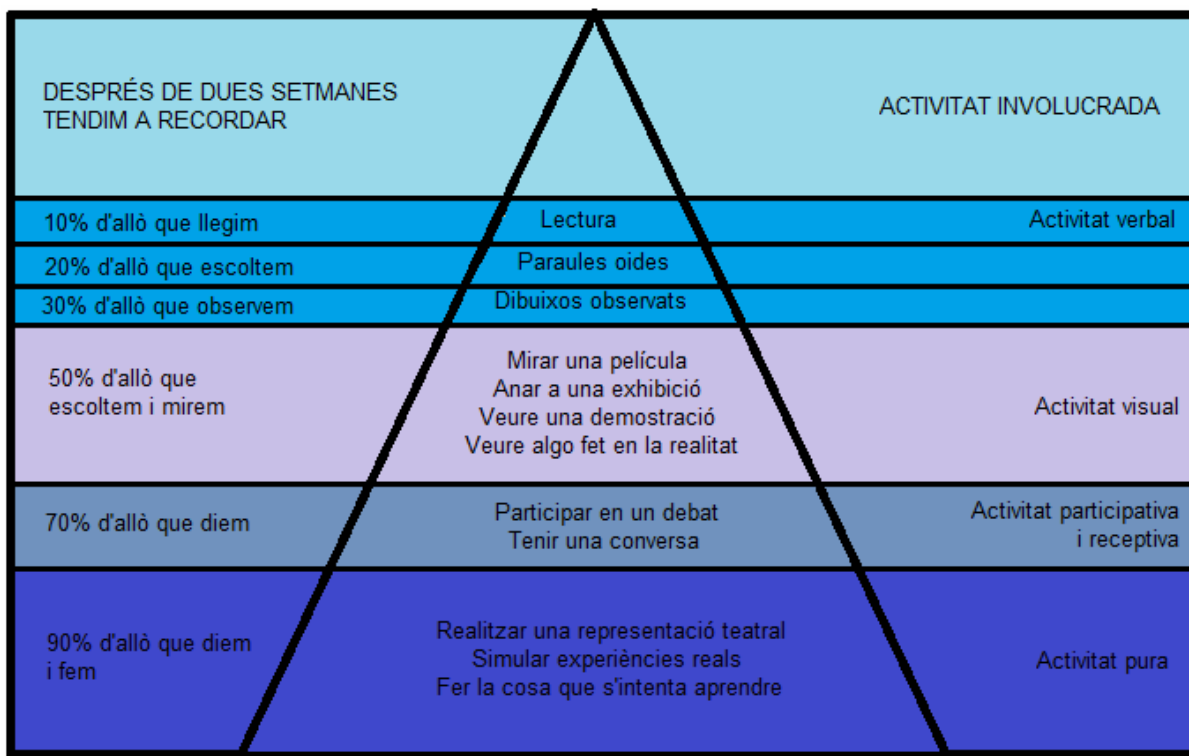 DESPRÉS DE DUES SETMANES
TENDIM A RECORDAR
ACTIVITAT INVOLUCRADA
10% d'allò que llegim
Lectura
Activitat verbal
20% d'allò que escoltem
Paraules oides
30% d'allò que observem
Dibuixos observats
50% d'allò que
escoltem i mirem
Mirar una película
Anar a una exhibició
Veure una demostració
Veure algo fet en la realitat
Activitat visual
70% d'allò que diem
Participar en un debat
Tenir una conversa
Activitat participativa
i receptiva
90% d'allò que diem
i fem
Realitzar una representació teatral
Simular experiències reals
Fer la cosa que s'intenta aprendre
Activitat pura